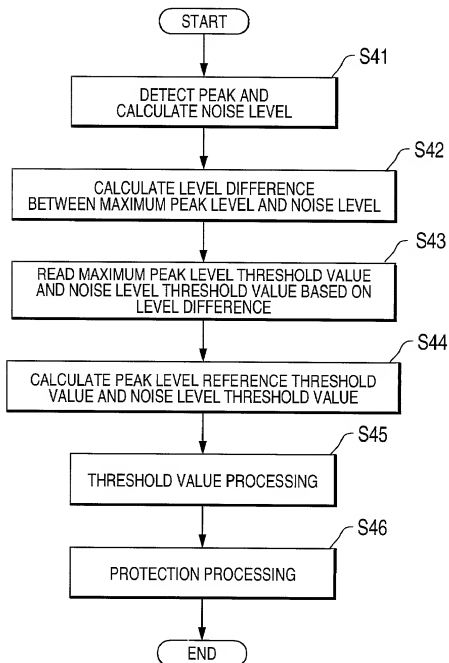 START
S41
DETECT PEAK AND
CALCULATE NOISE LEVEL
S42
CALCULATE LEVEL DIFFERENCE
BETWEEN MAXIMUM PEAK LEVEL AND NOISE LEVEL
S43
READ MAXIMUM PEAK LEVEL THRESHOLD VALUE
AND NOISE LEVEL THRESHOLD VALUE BASED ON
LEVEL DIFFERENCE
S44
CALCULATE PEAK LEVEL REFERENCE THRESHOLD
VALUE AND NOISE LEVEL THRESHOLD VALUE
S45
THRESHOLD VALUE PROCESSING
S46
PROTECTION PROCESSING
END